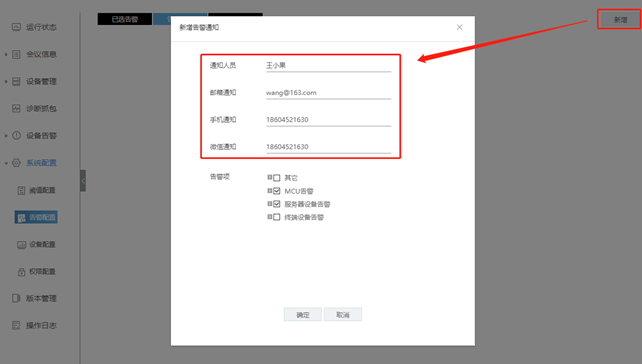 运行状态
会议信息
设备管理
诊断抓包
设备告警
系统配置
阈值配置
告警配置
设备配置
权限配置
版本管理
操作日志
已选告警
新增
新增告警通知
通知人员 王小果
邮箱通知 wang@163.com
手机通知 18604521630
微信通知 18604521630
告警项
其它
MCU告警
服务器设备告警
终端设备告警
确定 取消